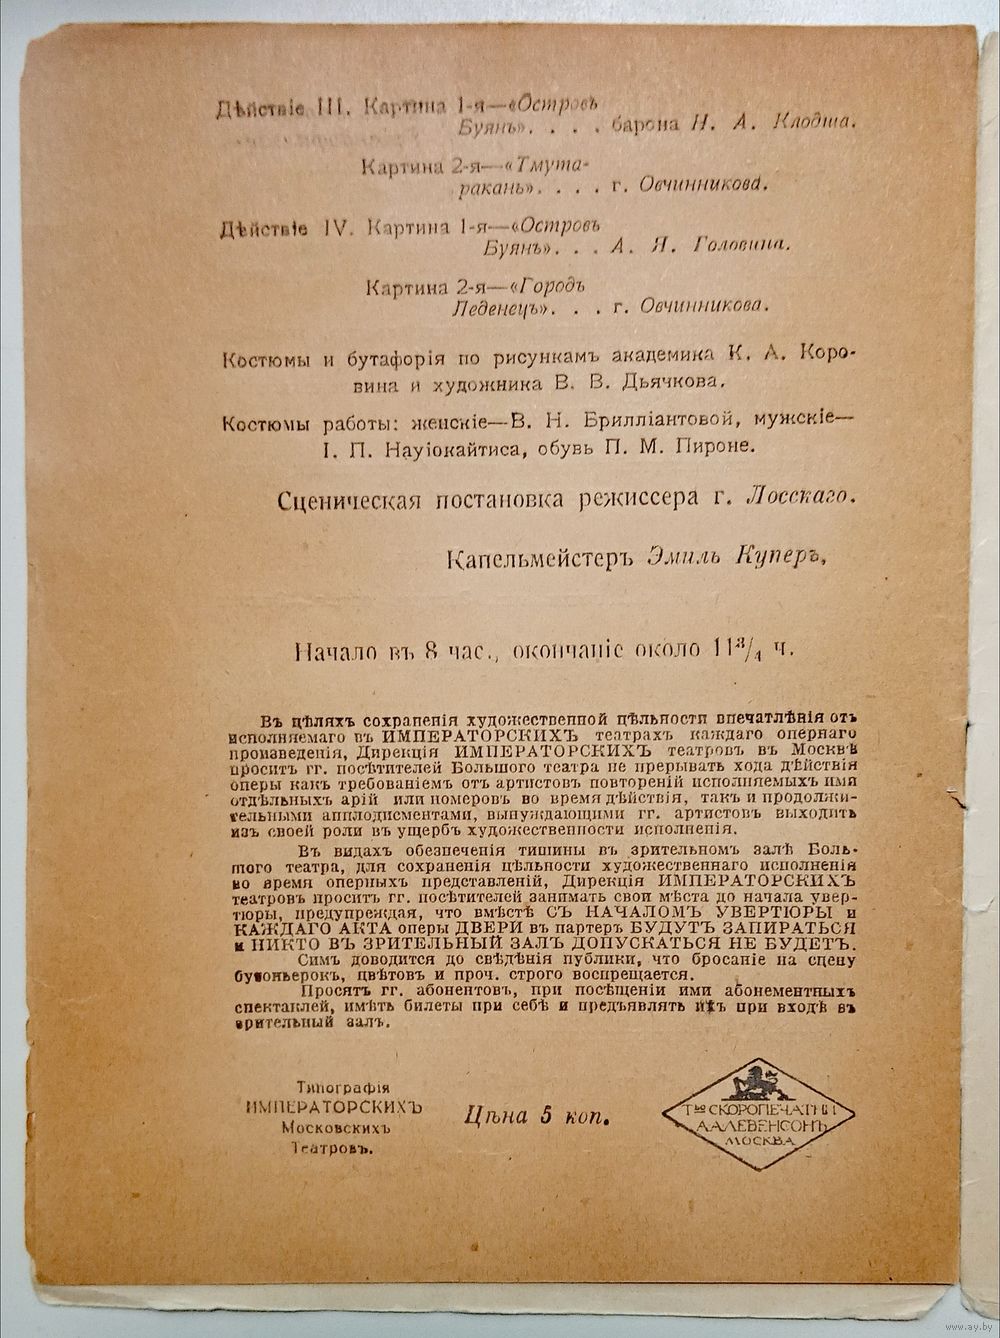 Дѣйствіе III. Картина 1-я—«Островъ
Буянъ». . . . барона Н. А. Клодта.
Картина 2-я—«Тмута-
ракань». . . . г. Овчинникова.
Дѣйствіе IV. Картина 1-я—«Островъ
Буянъ». . . А. Я. Головина.
Картина 2-я—«Городъ
Леденецъ». . . г. Овчинникова.
Костюмы и бутафорія по рисункамъ академика К. А. Коро-
вина и художника В. В. Дьячкова.
Костюмы работы: женскіе—В. Н. Брилліантовой, мужскіе—
І. П. Науіокайтиса, обувь П. М. Пироне.
Сценическая постановка режиссера г. Лосскаго.
Капельмейстеръ Эмиль Куперъ,
Начало въ 8 час., окончаніе около 11³/₄ ч.
Въ цѣляхъ сохраненія художественной цѣльности впечатлѣнія отъ
исполняемаго въ ИМПЕРАТОРСКИХЪ театрахъ каждаго опернаго
произведенія, Дирекція ИМПЕРАТОРСКИХЪ театровъ въ Москвѣ
проситъ гг. посѣтителей Большого театра не прерывать хода дѣйствія
оперы какъ требованіемъ отъ артистовъ повтореній исполняемыхъ ими
отдѣльныхъ арій или номеровъ во время дѣйствія, такъ и продолжи-
тельными апплодисментами, вынуждающими гг. артистовъ выходить
изъ своей роли въ ущербъ художественности исполненія.
Въ видахъ обезпеченія тишины въ зрительномъ залѣ Боль-
шого театра, для сохраненія цѣльности художественнаго исполненія
во время оперныхъ представленій, Дирекція ИМПЕРАТОРСКИХЪ
театровъ проситъ гг. посѣтителей занимать свои мѣста до начала увер-
тюры, предупреждая, что вмѣстѣ СЪ НАЧАЛОМЪ УВЕРТЮРЫ и
КАЖДАГО АКТА оперы ДВЕРИ въ партеръ БУДУТЪ ЗАПИРАТЬСЯ
и НИКТО ВЪ ЗРИТЕЛЬНЫЙ ЗАЛЪ ДОПУСКАТЬСЯ НЕ БУДЕТЪ.
Симъ доводится до свѣдѣнія публики, что бросаніе на сцену
бутоньерокъ, цвѣтовъ и проч. строго воспрещается.
Просятъ гг. абонентовъ, при посѣщеніи ими абонементныхъ
спектаклей, имѣть билеты при себѣ и предъявлять ихъ при входѣ въ
зрительный залъ.
Типографія
ИМПЕРАТОРСКИХЪ
Московскихъ
Театровъ.
Цѣна 5 коп.
Т-во СКОРОПЕЧАТНИ
А.А.ЛЕВЕНСОНЪ
МОСКВА
www.ay.by